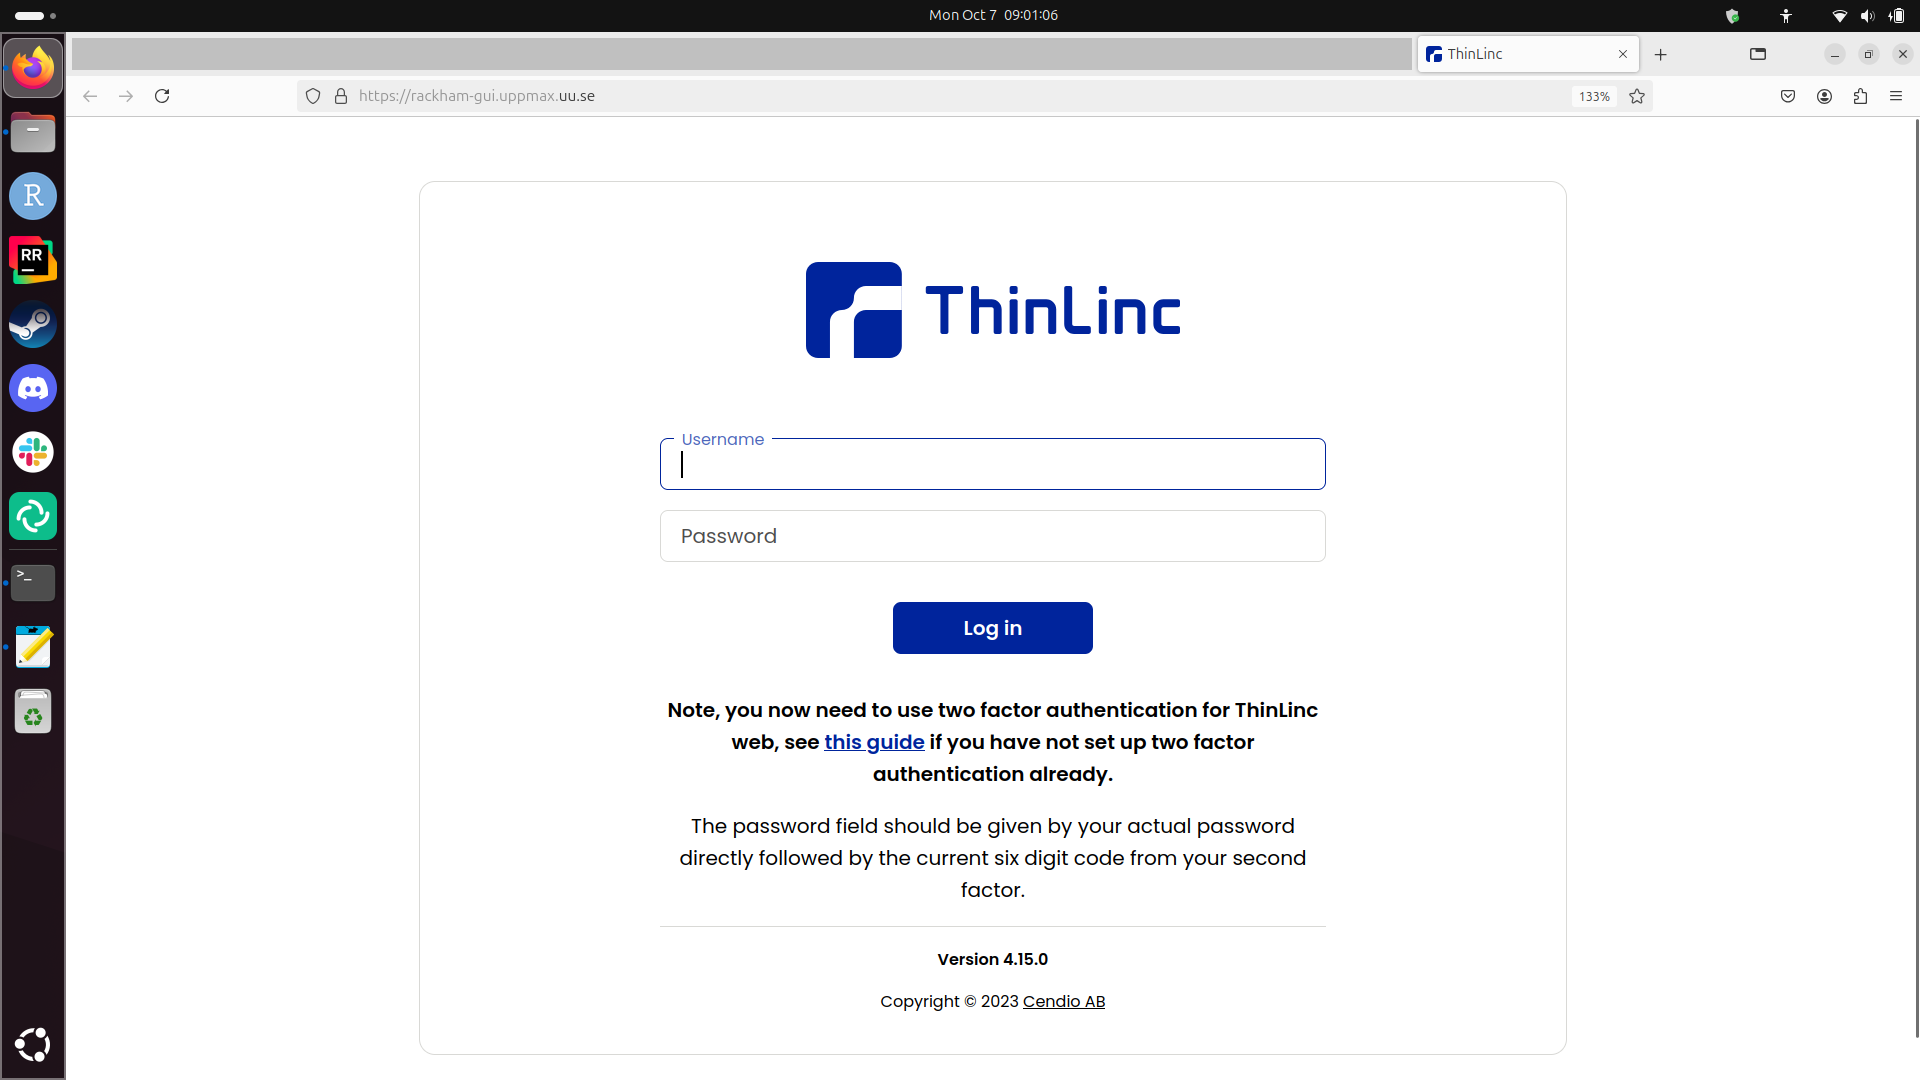 Mon Oct 7 09:01:06
ThinLinc
https://rackham-gui.uppmax.uu.se
133%
R
RR
>_
ThinLinc
Username
Password
Log in
Note, you now need to use two factor authentication for ThinLinc
web, see this guide if you have not set up two factor
authentication already.
The password field should be given by your actual password
directly followed by the current six digit code from your second
factor.
Version 4.15.0
Copyright © 2023 Cendio AB